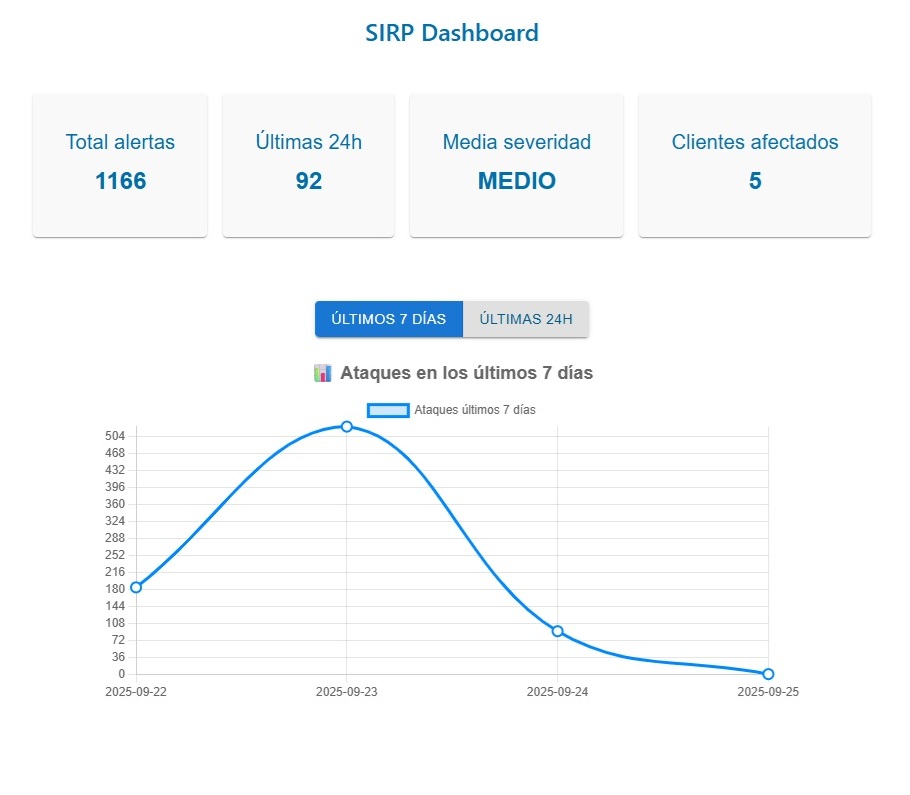 SIRP Dashboard
Total alertas
1166
Últimas 24h
92
Media severidad
MEDIO
Clientes afectados
5
ÚLTIMOS 7 DÍAS
ÚLTIMAS 24H
📊 Ataques en los últimos 7 días
Ataques últimos 7 días
504
468
432
396
360
324
288
252
216
180
144
108
72
36
0
2025-09-22
2025-09-23
2025-09-24
2025-09-25